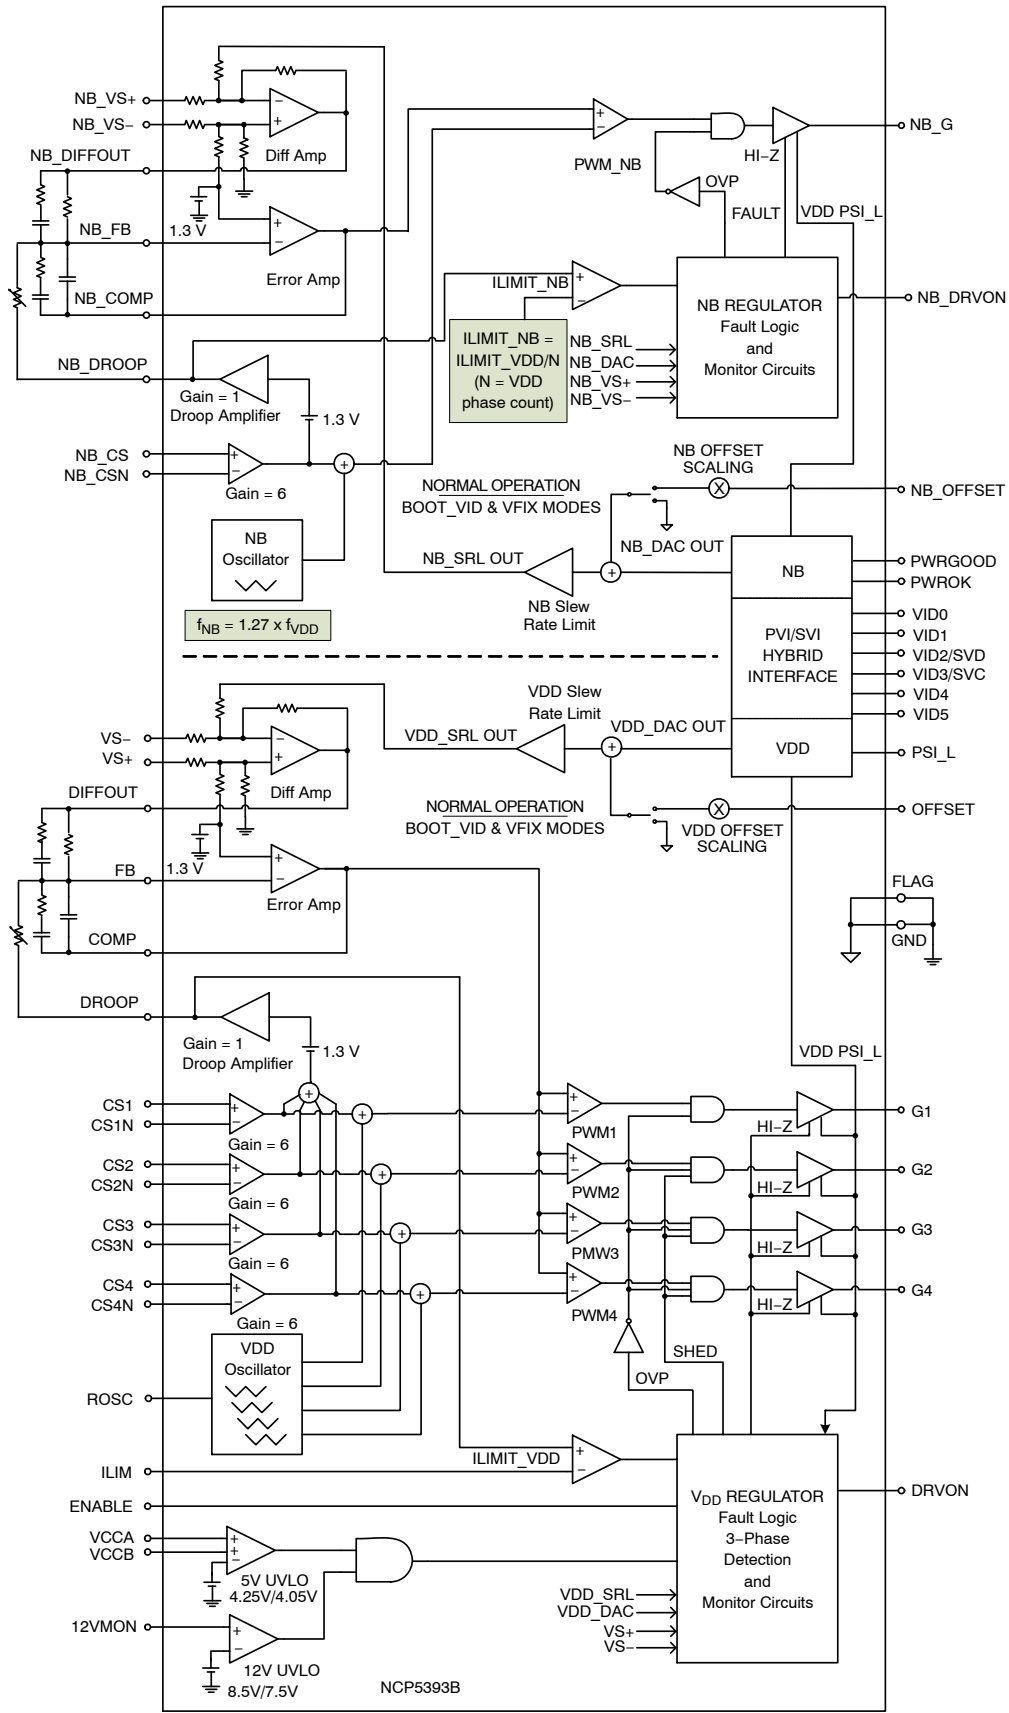 NB_VS+
NB_VS−
Diff Amp
NB_DIFFOUT
1.3 V
NB_FB
Error Amp
NB_COMP
NB_DROOP
Gain = 1
Droop Amplifier
1.3 V
NB_CS
NB_CSN
Gain = 6
NB
Oscillator
fNB = 1.27 x fVDD
PWM_NB
OVP
HI−Z
FAULT
VDD PSI_L
NB_G
ILIMIT_NB
ILIMIT_NB =
ILIMIT_VDD/N
(N = VDD
phase count)
NB_SRL
NB_DAC
NB_VS+
NB_VS−
NB REGULATOR
Fault Logic
and
Monitor Circuits
NB_DRVON
NB OFFSET
SCALING
NORMAL OPERATION
BOOT_VID & VFIX MODES
NB_OFFSET
NB_SRL OUT
NB_DAC OUT
NB Slew
Rate Limit
NB
PVI/SVI
HYBRID
INTERFACE
VDD
PWRGOOD
PWROK
VID0
VID1
VID2/SVD
VID3/SVC
VID4
VID5
PSI_L
VS−
VS+
Diff Amp
DIFFOUT
1.3 V
FB
Error Amp
COMP
VDD Slew
Rate Limit
VDD_SRL OUT
VDD_DAC OUT
NORMAL OPERATION
BOOT_VID & VFIX MODES
VDD OFFSET
SCALING
OFFSET
FLAG
GND
DROOP
Gain = 1
Droop Amplifier
1.3 V
VDD PSI_L
CS1
CS1N
Gain = 6
PWM1
HI−Z
G1
CS2
CS2N
Gain = 6
PWM2
HI−Z
G2
CS3
CS3N
Gain = 6
PMW3
HI−Z
G3
CS4
CS4N
Gain = 6
PWM4
HI−Z
G4
VDD
Oscillator
ROSC
SHED
OVP
ILIMIT_VDD
ILIM
ENABLE
VCCA
VCCB
5V UVLO
4.25V/4.05V
12VMON
12V UVLO
8.5V/7.5V
VDD REGULATOR
Fault Logic
3−Phase
Detection
and
Monitor Circuits
DRVON
VDD_SRL
VDD_DAC
VS+
VS−
NCP5393B